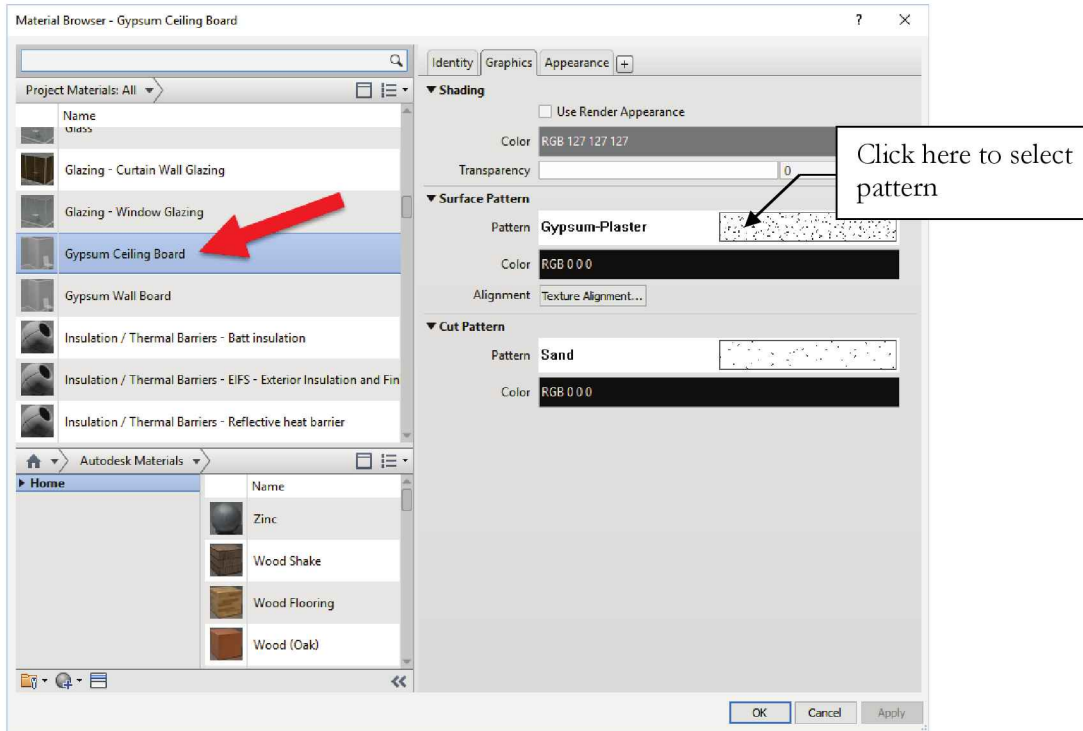 Material Browser - Gypsum Ceiling Board
?
Project Materials: All
Name
Glass
Glazing - Curtain Wall Glazing
Glazing - Window Glazing
Gypsum Ceiling Board
Gypsum Wall Board
Insulation / Thermal Barriers - Batt insulation
Insulation / Thermal Barriers - EIFS - Exterior Insulation and Fin
Insulation / Thermal Barriers - Reflective heat barrier
Autodesk Materials
Home
Name
Zinc
Wood Shake
Wood Flooring
Wood (Oak)
Identity Graphics Appearance +
Shading
Use Render Appearance
Color RGB 127 127 127
Transparency 0
Surface Pattern
Pattern Gypsum-Plaster
Color RGB 0 0 0
Alignment Texture Alignment...
Cut Pattern
Pattern Sand
Color RGB 0 0 0
Click here to select
pattern
OK Cancel Apply